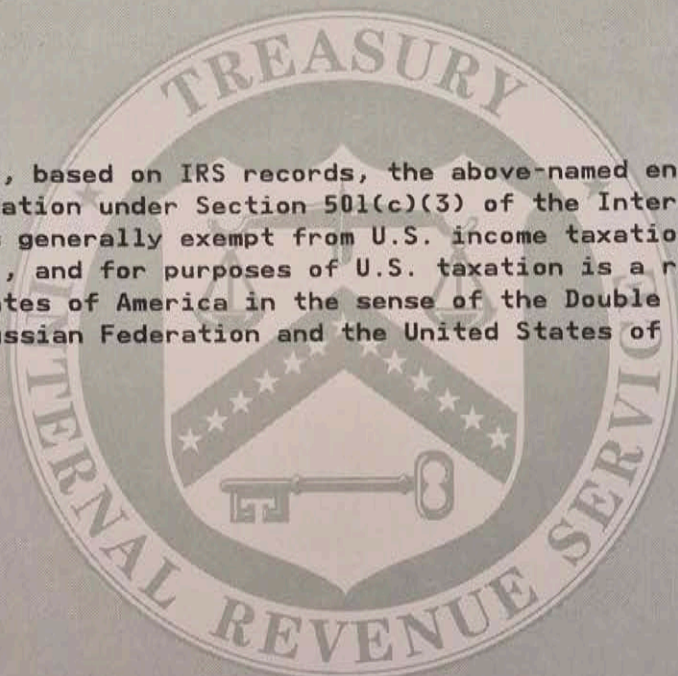 TREASURY
, based on IRS records, the above-named en
ation under Section 501(c)(3) of the Inter
generally exempt from U.S. income taxatio
, and for purposes of U.S. taxation is a r
tes of America in the sense of the Double
ssian Federation and the United States of
INTERNAL REVENUE SERVICE